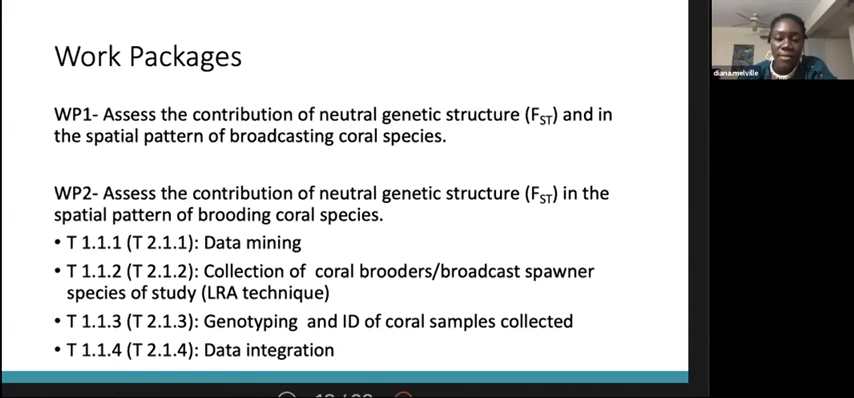 Work Packages
WP1- Assess the contribution of neutral genetic structure (FST) and in
the spatial pattern of broadcasting coral species.
WP2- Assess the contribution of neutral genetic structure (FST) in the
spatial pattern of brooding coral species.
• T 1.1.1 (T 2.1.1): Data mining
• T 1.1.2 (T 2.1.2): Collection of coral brooders/broadcast spawner
species of study (LRA technique)
• T 1.1.3 (T 2.1.3): Genotyping and ID of coral samples collected
• T 1.1.4 (T 2.1.4): Data integration
diana.melville